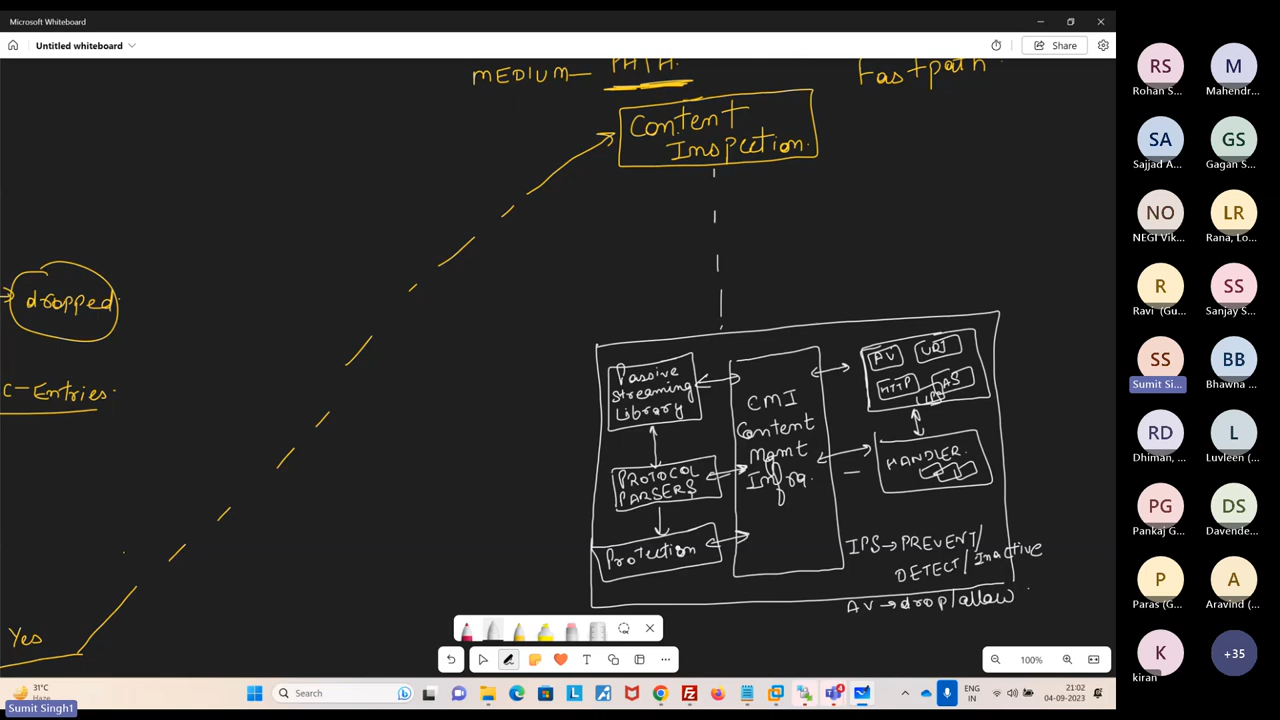 Microsoft Whiteboard
Untitled whiteboard
Share
MEDIUM— PATH.
Fastpath
Content
Inspection.
dropped
C-Entries.
Yes
Passive
streaming
Library
PROTOCOL
PARSERS
Protection
CMI
Content
Mgmt
Infra.
HTTP
AS
HANDLER.
IPS→PREVENT/
DETECT/Inactive
AV→drop/allow
100%
RS
Rohan S...
M
Mahendr...
SA
Sajjad A...
GS
Gagan S...
NO
NEGI Vik...
LR
Rana, Lo...
R
Ravi (Gu...
SS
Sanjay S...
SS
Sumit Si...
BB
Bhawna ...
RD
Dhiman, ...
L
Luvleen (...
PG
Pankaj G...
DS
Davende...
P
Paras (G...
A
Aravind (...
K
kiran
+35
31°C
Haze
Search
ENG
IN
21:02
04-09-2023
Sumit Singh1